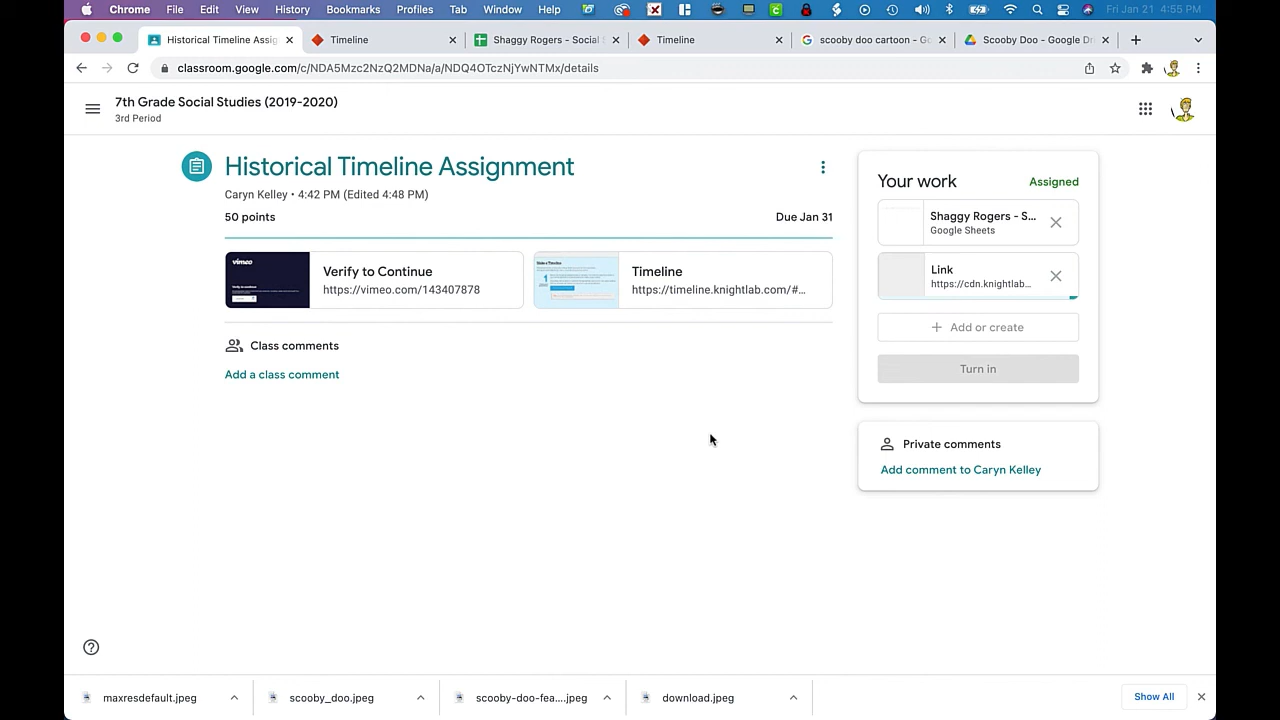 Chrome File Edit View History Bookmarks Profiles Tab Window Help Fri Jan 21 4:55 PM
Historical Timeline Assig Timeline Shaggy Rogers - Social S Timeline scooby doo cartoon - Go Scooby Doo - Google Dri
classroom.google.com/c/NDA5Mzc2NzQ2MDNa/a/NDQ4OTczNjYwNTMx/details
7th Grade Social Studies (2019-2020)
3rd Period
Historical Timeline Assignment
Caryn Kelley • 4:42 PM (Edited 4:48 PM)
50 points
Due Jan 31
vimeo
Verify to Continue
https://vimeo.com/143407878
Timeline
https://timeline.knightlab.com/#...
Class comments
Add a class comment
Your work
Assigned
Shaggy Rogers - S...
Google Sheets
Link
https://cdn.knightlab...
+ Add or create
Turn in
Private comments
Add comment to Caryn Kelley
maxresdefault.jpeg scooby_doo.jpeg scooby-doo-fea....jpeg download.jpeg Show All